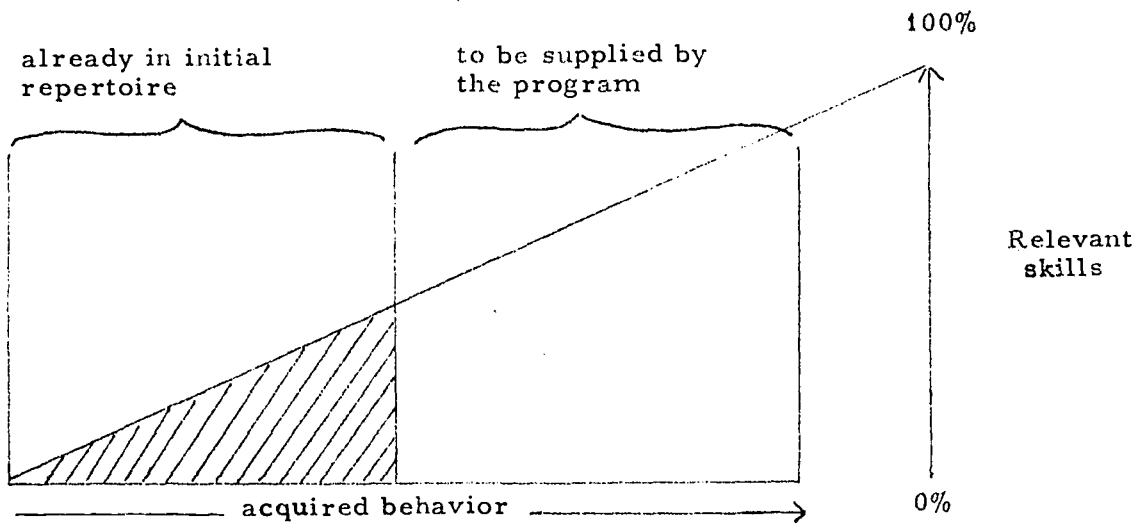 100%
already in initial
repertoire
to be supplied by
the program
Relevant
skills
acquired behavior
0%